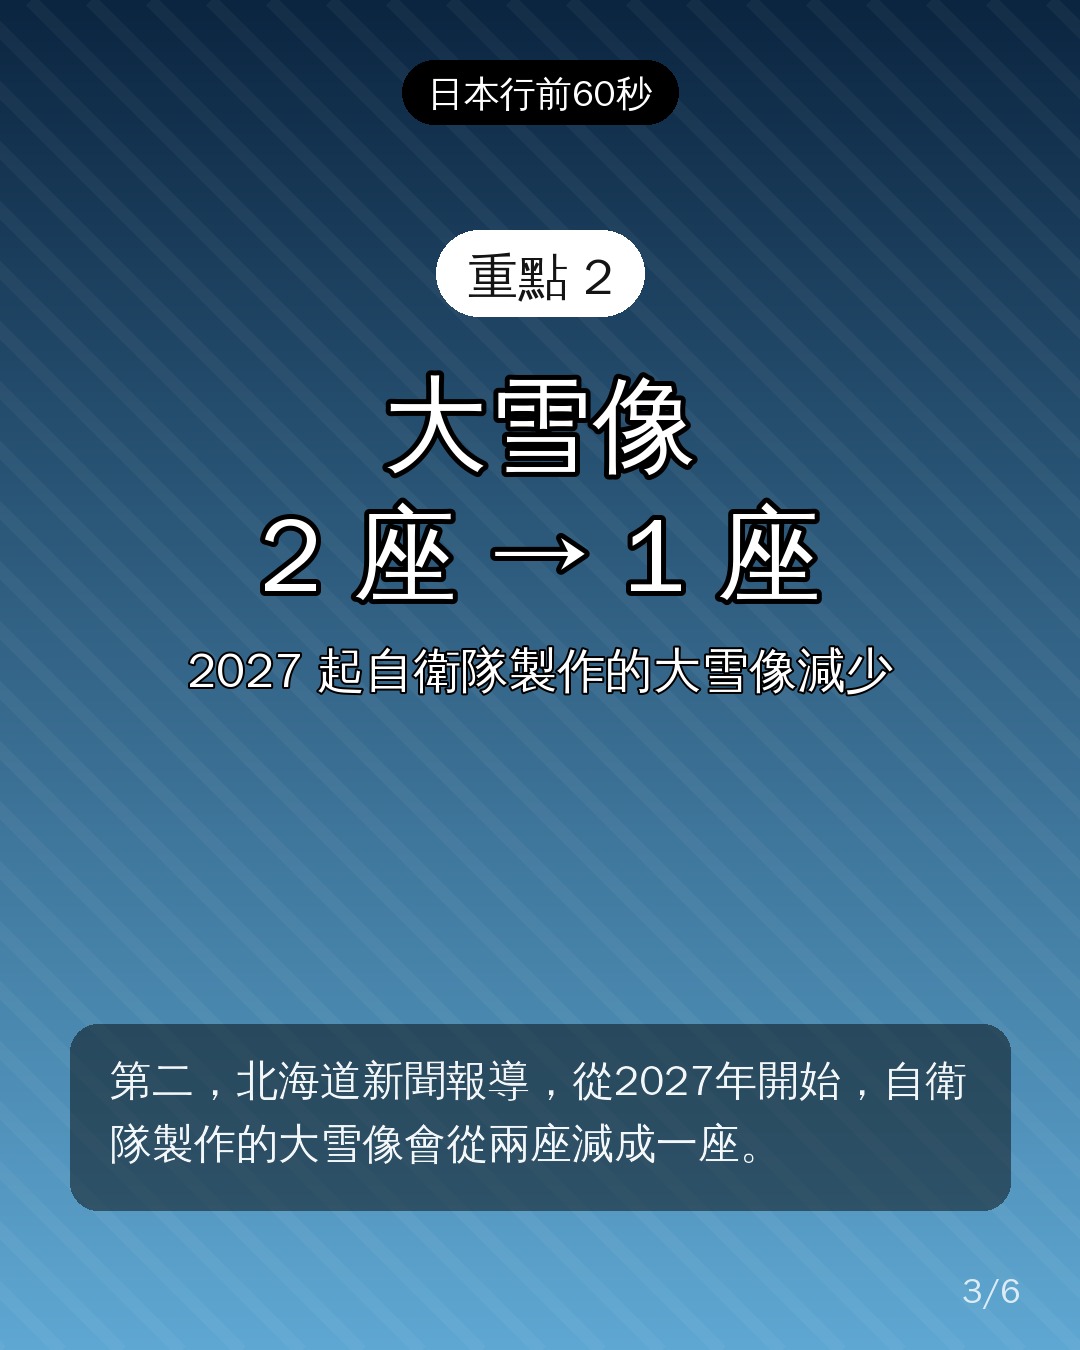 日本行前60秒
重點 2
大雪像
2 座 → 1 座
2027 起自衛隊製作的大雪像減少
第二，北海道新聞報導，從2027年開始，自衛
隊製作的大雪像會從兩座減成一座。
3/6